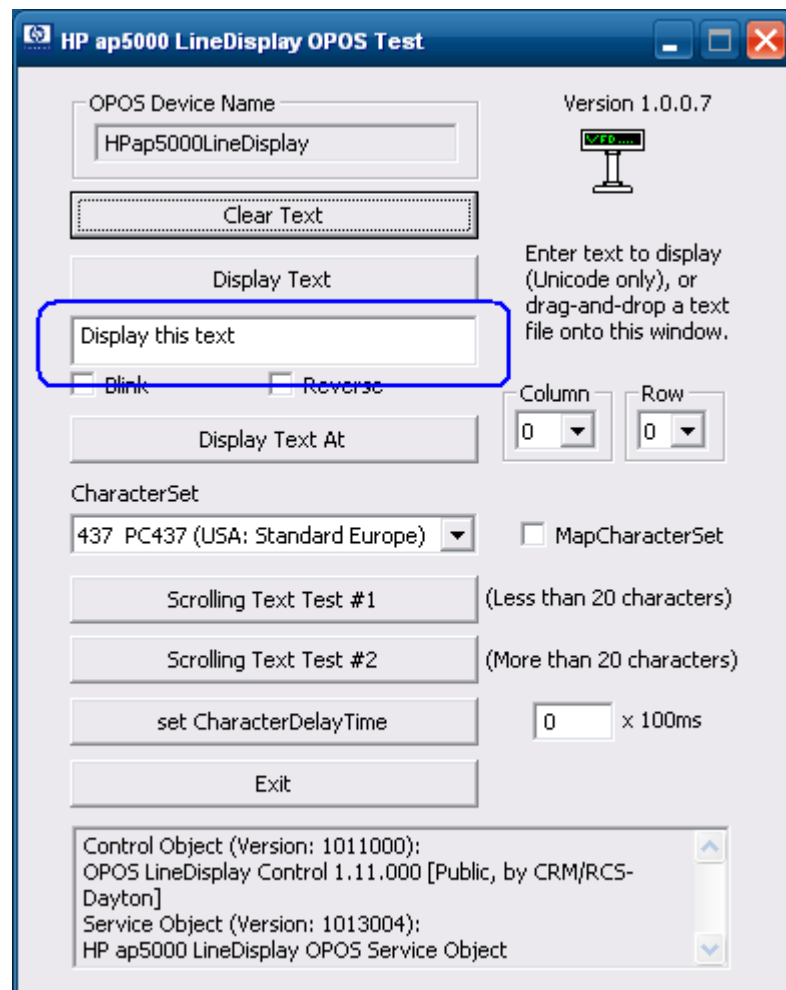 HP ap5000 LineDisplay OPOS Test
OPOS Device Name
HPap5000LineDisplay
Version 1.0.0.7
VFD....
Clear Text
Display Text
Enter text to display
(Unicode only), or
drag-and-drop a text
file onto this window.
Display this text
Blink Reverse
Column Row
Display Text At
0 0
CharacterSet
437 PC437 (USA: Standard Europe) MapCharacterSet
Scrolling Text Test #1 (Less than 20 characters)
Scrolling Text Test #2 (More than 20 characters)
set CharacterDelayTime 0 x 100ms
Exit
Control Object (Version: 1011000):
OPOS LineDisplay Control 1.11.000 [Public, by CRM/RCS-
Dayton]
Service Object (Version: 1013004):
HP ap5000 LineDisplay OPOS Service Object